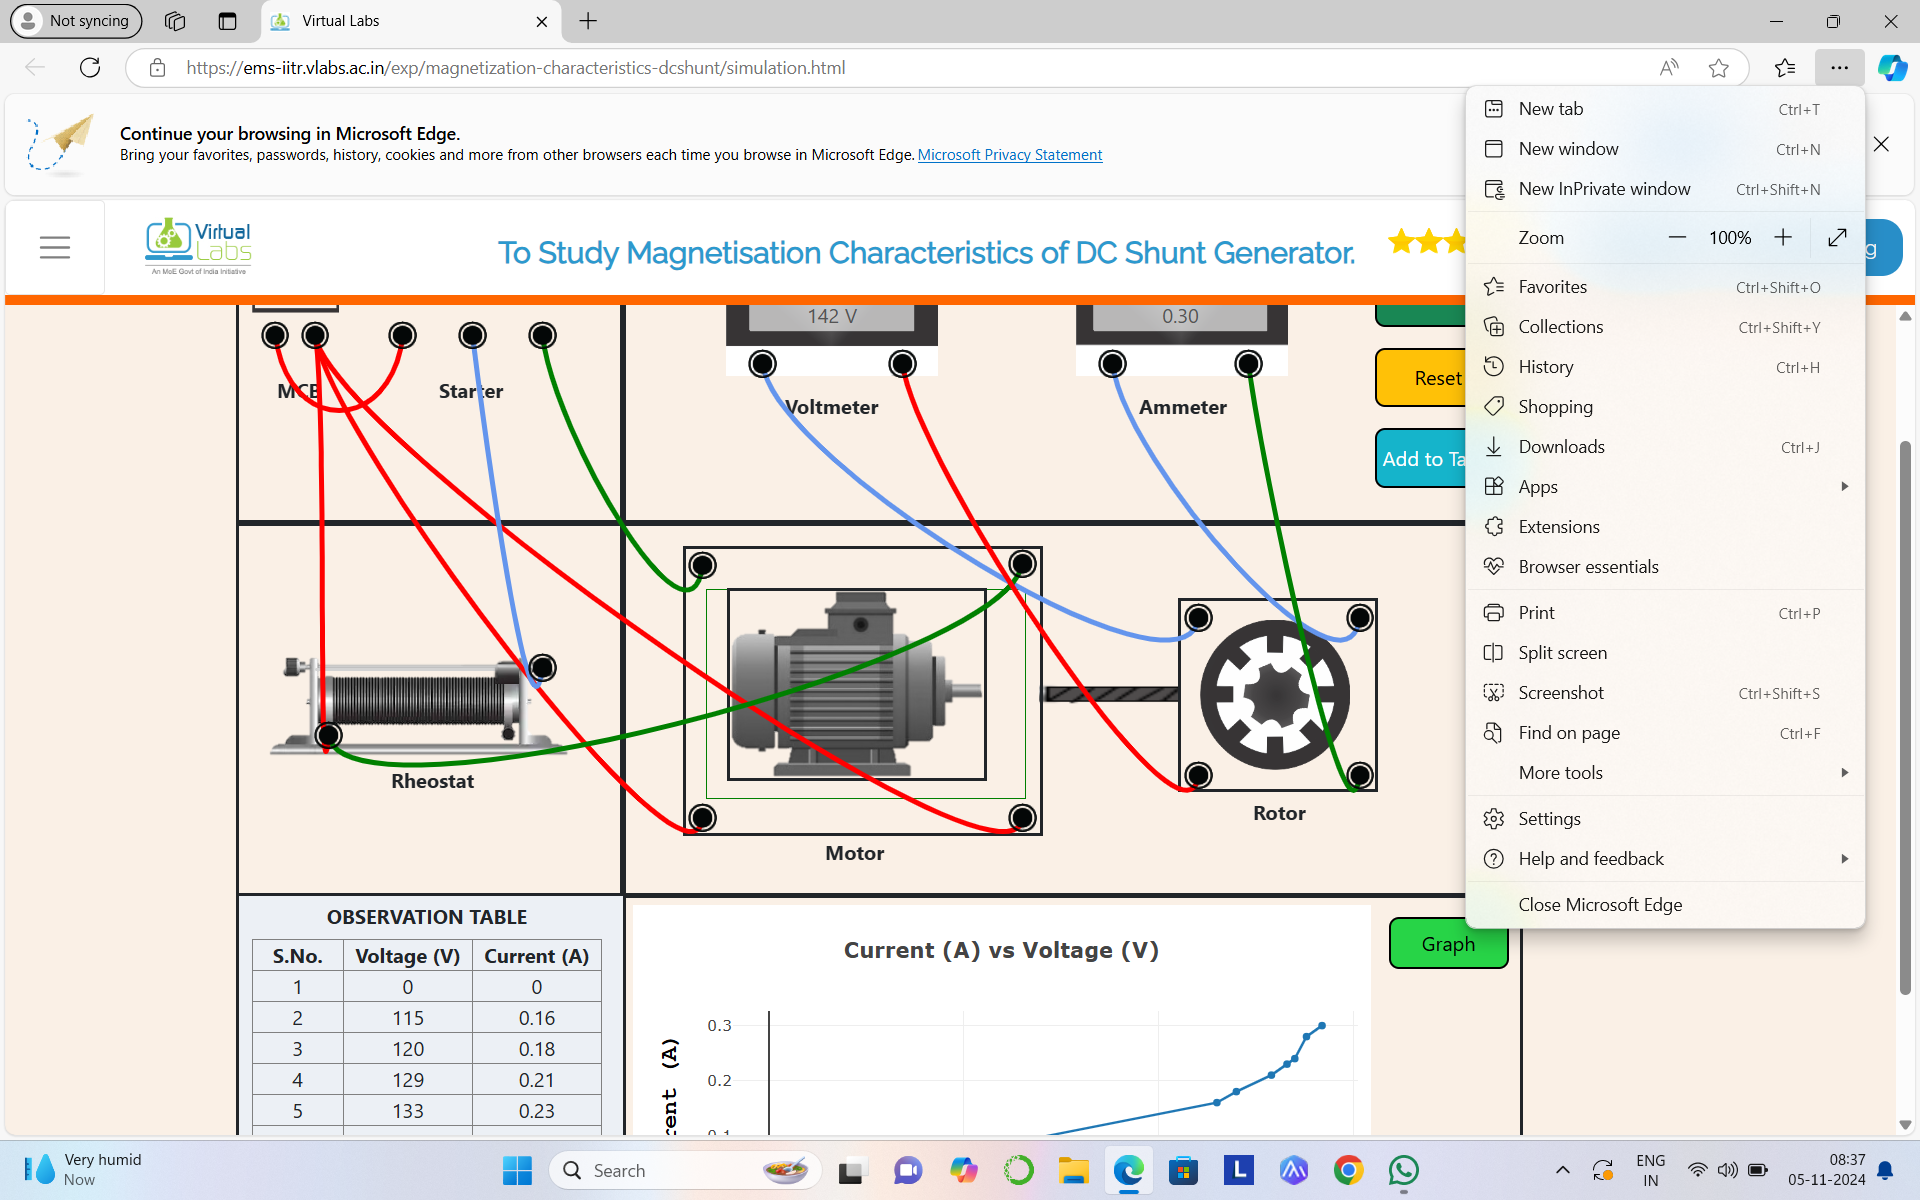 Not syncing
Virtual Labs
https://ems-iitr.vlabs.ac.in/exp/magnetization-characteristics-dcshunt/simulation.html
Continue your browsing in Microsoft Edge.
Bring your favorites, passwords, history, cookies and more from other browsers each time you browse in Microsoft Edge. Microsoft Privacy Statement
Virtual
Labs
An MoE Govt of India Initiative
To Study Magnetisation Characteristics of DC Shunt Generator.
g
New tab Ctrl+T
New window Ctrl+N
New InPrivate window Ctrl+Shift+N
Zoom 100%
Favorites Ctrl+Shift+O
Collections Ctrl+Shift+Y
History Ctrl+H
Shopping
Downloads Ctrl+J
Apps
Extensions
Browser essentials
Print Ctrl+P
Split screen
Screenshot Ctrl+Shift+S
Find on page Ctrl+F
More tools
Settings
Help and feedback
Close Microsoft Edge
142 V
0.30
MCB
Starter
Voltmeter
Ammeter
Reset
Add to Ta
Rheostat
Motor
Rotor
OBSERVATION TABLE
S.No. Voltage (V) Current (A)
1 0 0
2 115 0.16
3 120 0.18
4 129 0.21
5 133 0.23
Current (A) vs Voltage (V)
Graph
0.3
0.2
0.1
rent (A)
Very humid
Now
Search
ENG
IN
08:37
05-11-2024